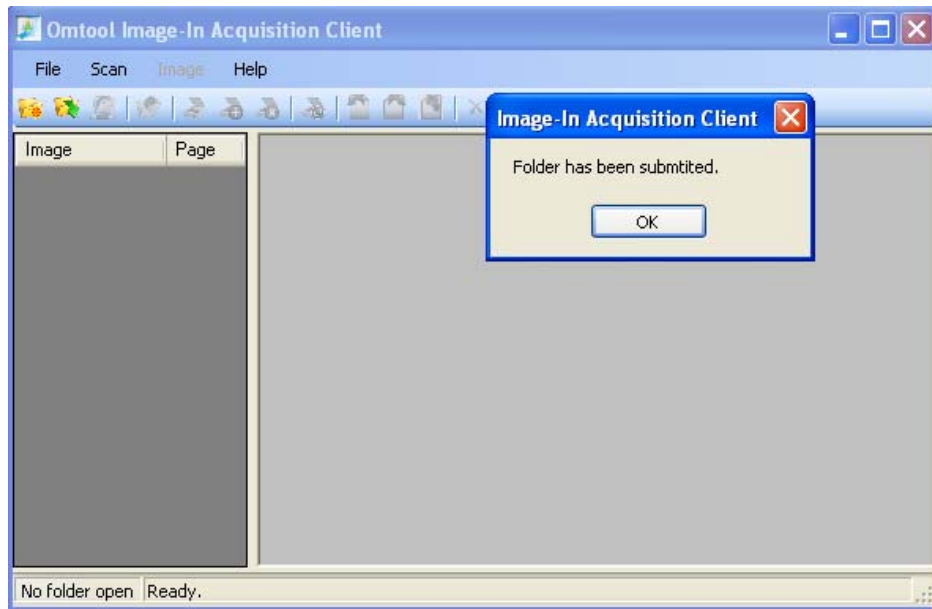 Omtool Image-In Acquisition Client
File Scan Image Help
Image-In Acquisition Client
Folder has been submtited.
OK
Image Page
No folder open Ready.